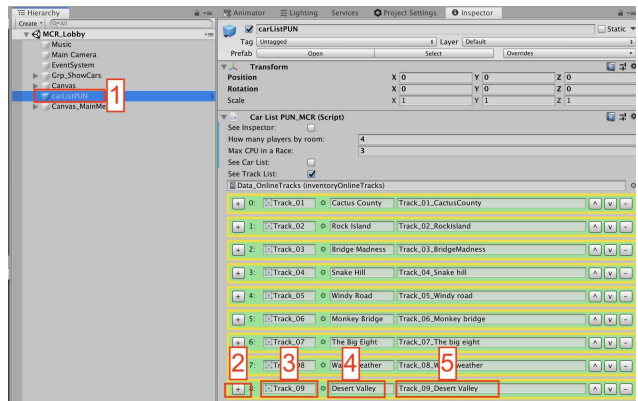 Hierarchy
Create
Q*All
MCR_Lobby
Music
Main Camera
EventSystem
Grp_ShowCars
Canvas
carListPUN
1
Canvas_MainMe
Animator Lighting Services Project Settings Inspector
carListPUN Static
Tag Untagged Layer Default
Prefab Open Select Overrides
Transform
Position X 0 Y 0 Z 0
Rotation X 0 Y 0 Z 0
Scale X 1 Y 1 Z 1
Car List PUN_MCR (Script)
See Inspector:
How many players by room: 4
Max CPU in a Race: 3
See Car List:
See Track List:
Data_OnlineTracks (inventoryOnlineTracks)
+ 0: Track_01 Cactus County Track_01_CactusCounty ^ v -
+ 1: Track_02 Rock Island Track_02_RockIsland ^ v -
+ 2: Track_03 Bridge Madness Track_03_BridgeMadness ^ v -
+ 3: Track_04 Snake Hill Track_04_Snake hill ^ v -
+ 4: Track_05 Windy Road Track_05_Windy road ^ v -
+ 5: Track_06 Monkey Bridge Track_06_Monkey bridge ^ v -
+ 6: Track_07 The Big Eight Track_07_The big eight ^ v -
2 7: 3 4 5 ^ v -
+ 8: Track_09 Desert Valley Track_09_Desert Valley ^ v -